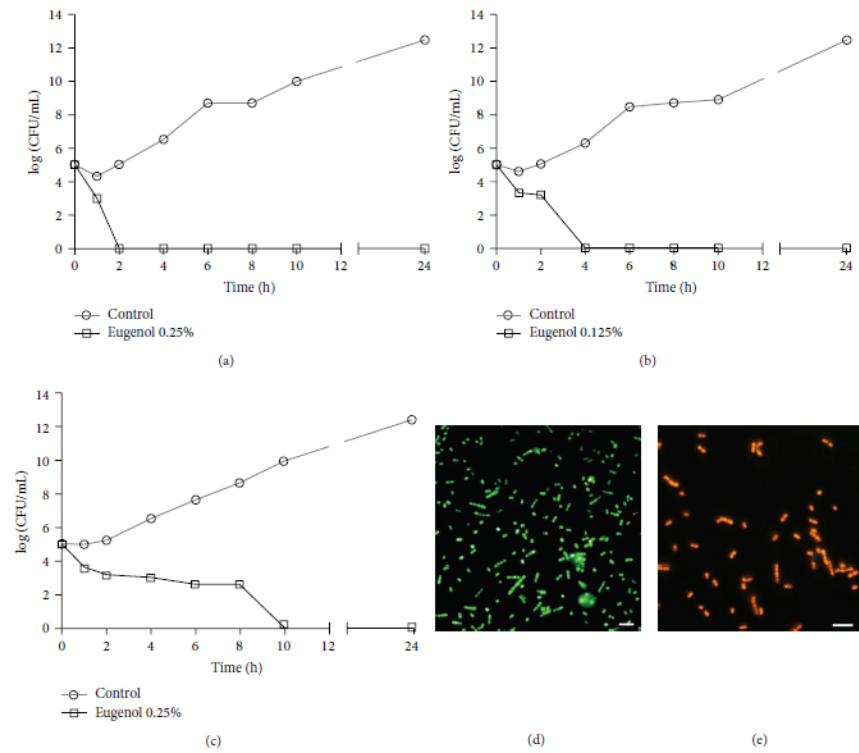 14
12
10
8
6
4
2
0
log (CFU/mL)
0 2 4 6 8 10 12 24
Time (h)
Control
Eugenol 0.25%
(a)
14
12
10
8
6
4
2
0
log (CFU/mL)
0 2 4 6 8 10 12 24
Time (h)
Control
Eugenol 0.125%
(b)
14
12
10
8
6
4
2
0
log (CFU/mL)
0 2 4 6 8 10 12 24
Time (h)
Control
Eugenol 0.25%
(c)
(d)
(e)